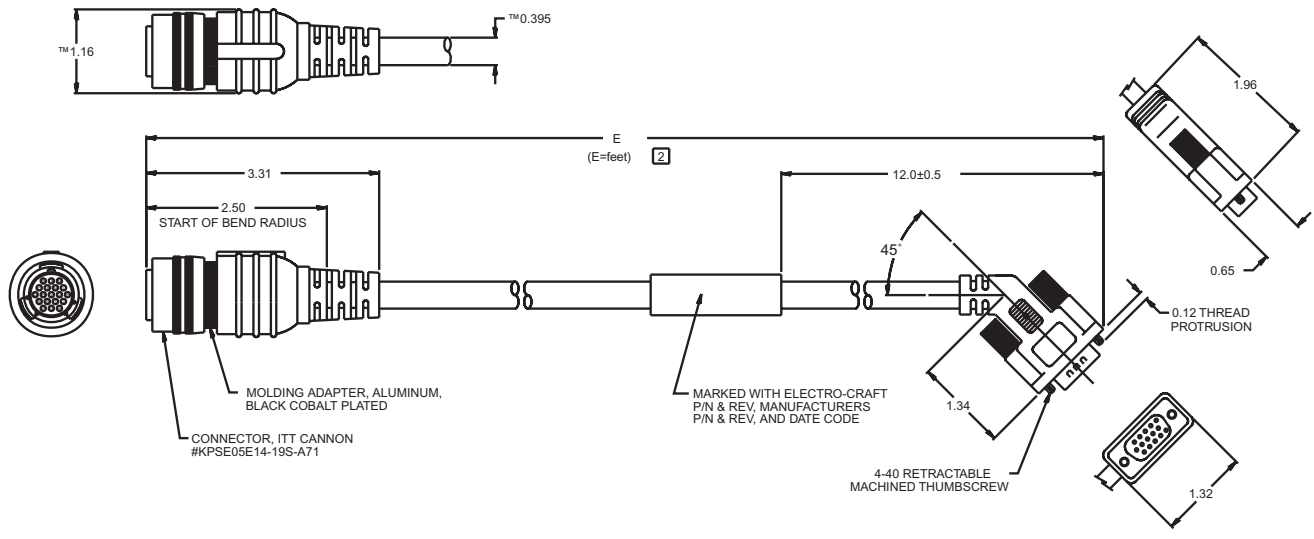 ™0.395
™1.16
1.96
E
(E=feet) 2
3.31
12.0±0.5
2.50
START OF BEND RADIUS
45°
0.65
0.12 THREAD
PROTRUSION
MOLDING ADAPTER, ALUMINUM,
BLACK COBALT PLATED
MARKED WITH ELECTRO-CRAFT
P/N & REV, MANUFACTURERS
P/N & REV, AND DATE CODE
1.34
CONNECTOR, ITT CANNON
#KPSE05E14-19S-A71
4-40 RETRACTABLE
MACHINED THUMBSCREW
1.32